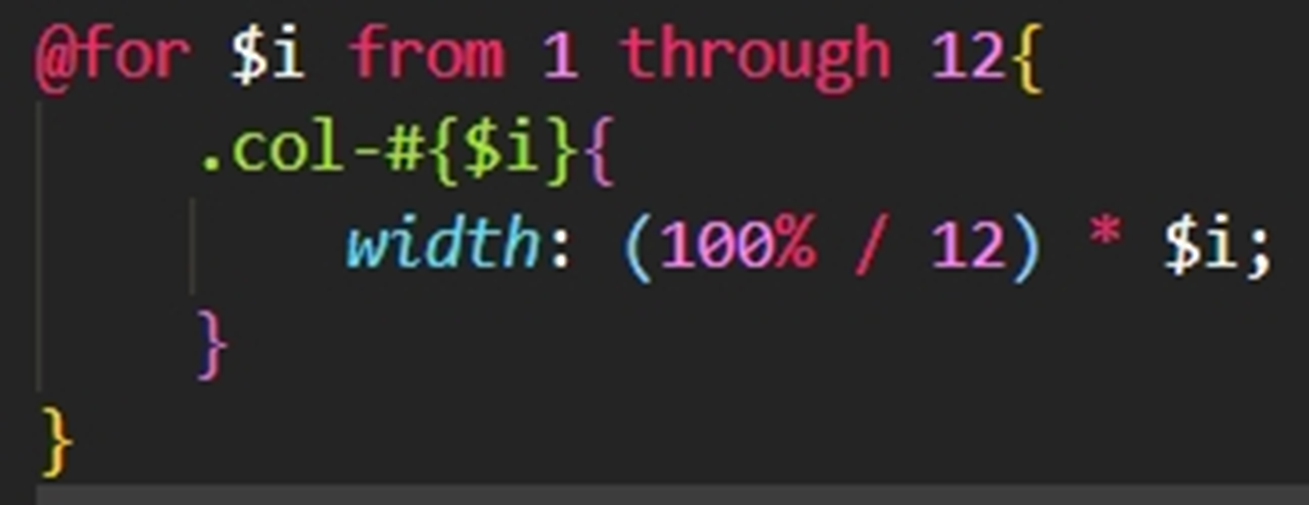 @for $i from 1 through 12{
    .col-#{$i}{
        width: (100% / 12) * $i;
    }
}